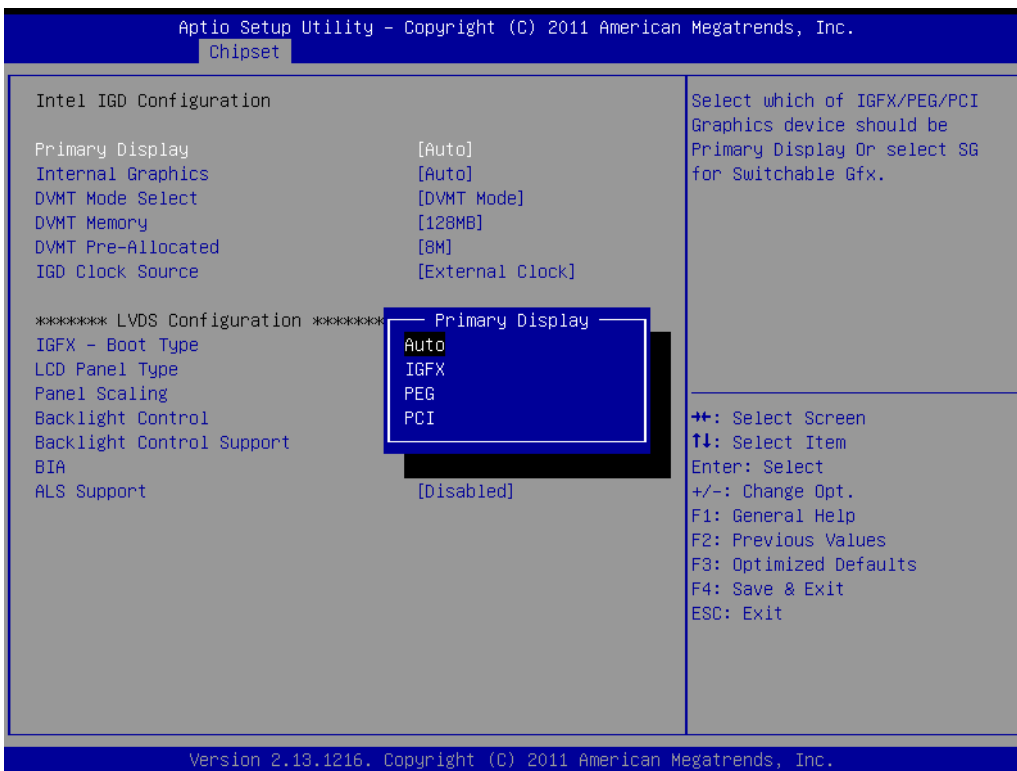 Aptio Setup Utility – Copyright (C) 2011 American Megatrends, Inc.
Chipset
Intel IGD Configuration
Primary Display [Auto]
Internal Graphics [Auto]
DVMT Mode Select [DVMT Mode]
DVMT Memory [128MB]
DVMT Pre-Allocated [8M]
IGD Clock Source [External Clock]
******* LVDS Configuration *******
IGFX – Boot Type
LCD Panel Type
Panel Scaling
Backlight Control
Backlight Control Support
BIA
ALS Support [Disabled]
Primary Display
Auto
IGFX
PEG
PCI
Select which of IGFX/PEG/PCI
Graphics device should be
Primary Display Or select SG
for Switchable Gfx.
→←: Select Screen
↑↓: Select Item
Enter: Select
+/-: Change Opt.
F1: General Help
F2: Previous Values
F3: Optimized Defaults
F4: Save & Exit
ESC: Exit
Version 2.13.1216. Copyright (C) 2011 American Megatrends, Inc.